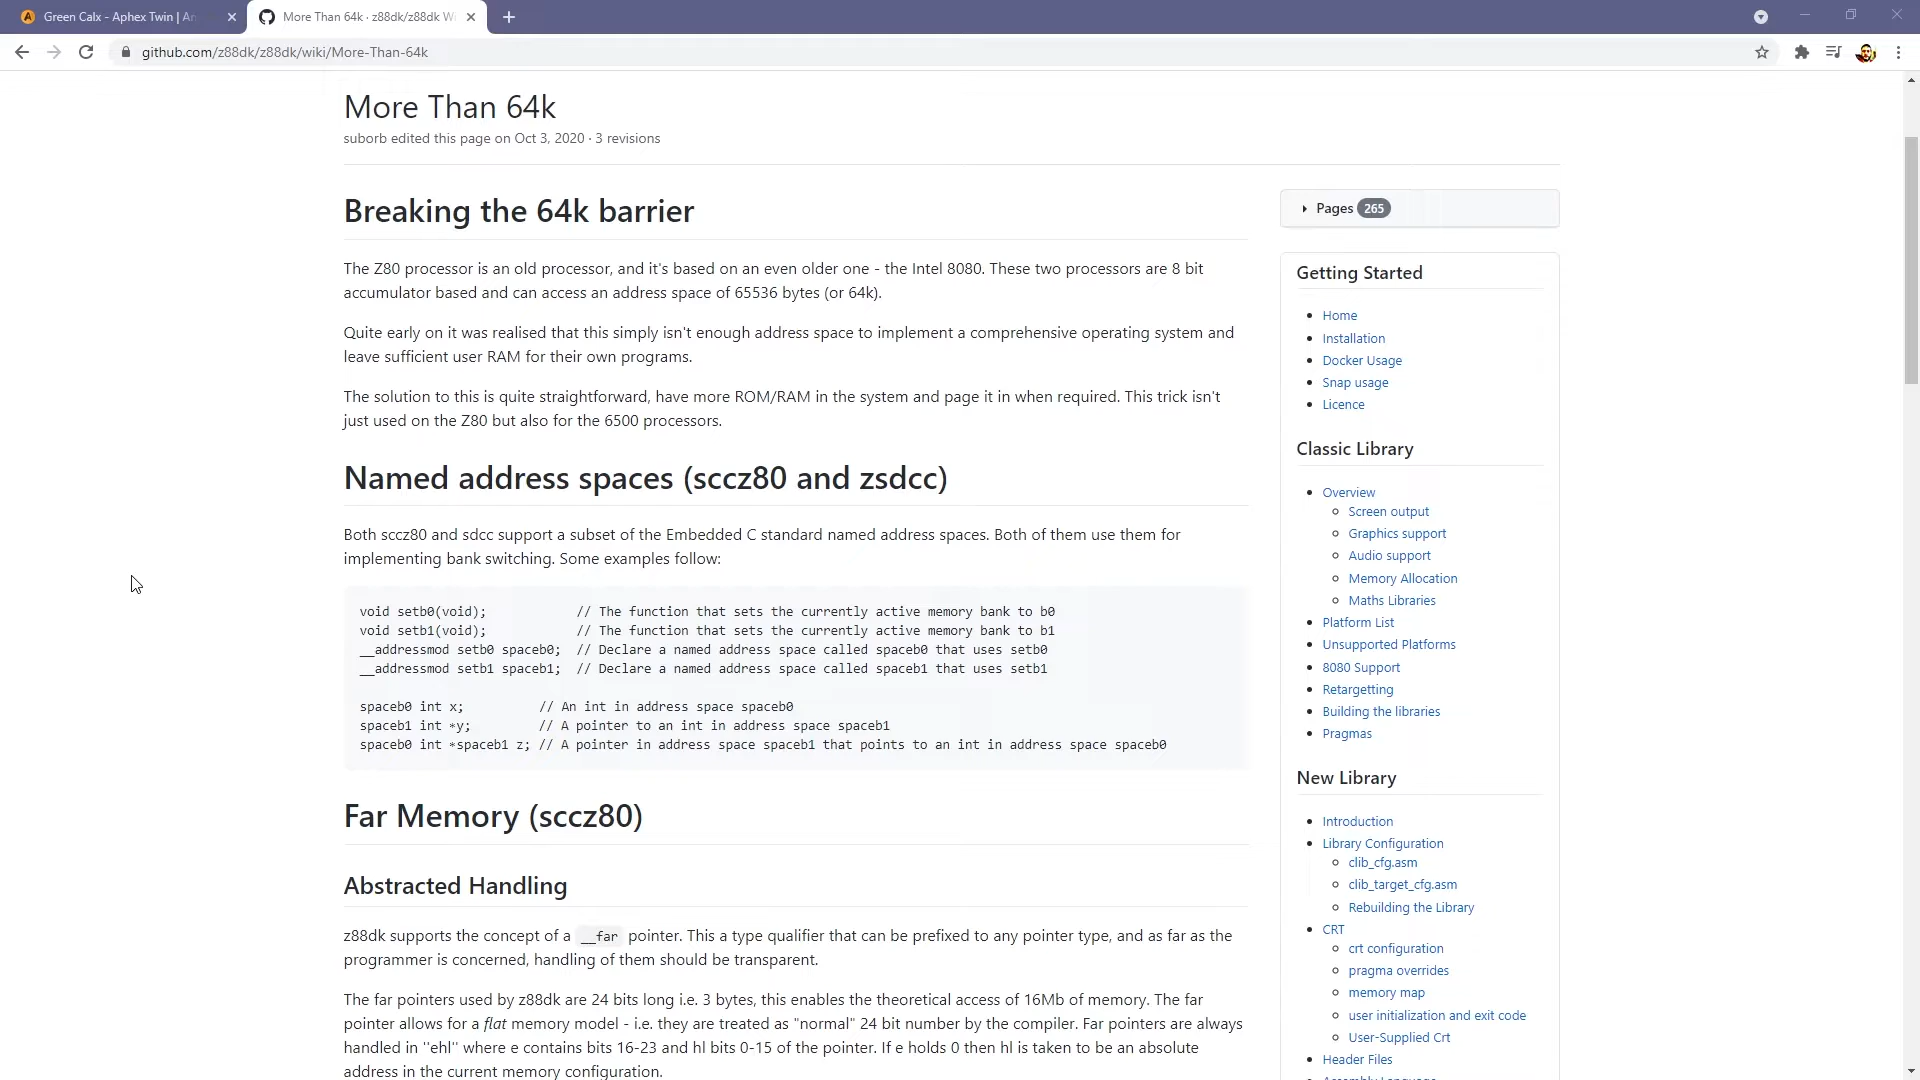 Green Calx - Aphex Twin | An
More Than 64k · z88dk/z88dk Wi
github.com/z88dk/z88dk/wiki/More-Than-64k
More Than 64k
suborb edited this page on Oct 3, 2020 · 3 revisions
Breaking the 64k barrier
The Z80 processor is an old processor, and it's based on an even older one - the Intel 8080. These two processors are 8 bit
accumulator based and can access an address space of 65536 bytes (or 64k).
Quite early on it was realised that this simply isn't enough address space to implement a comprehensive operating system and
leave sufficient user RAM for their own programs.
The solution to this is quite straightforward, have more ROM/RAM in the system and page it in when required. This trick isn't
just used on the Z80 but also for the 6500 processors.
Named address spaces (sccz80 and zsdcc)
Both sccz80 and sdcc support a subset of the Embedded C standard named address spaces. Both of them use them for
implementing bank switching. Some examples follow:
void setb0(void);            // The function that sets the currently active memory bank to b0
void setb1(void);            // The function that sets the currently active memory bank to b1
__addressmod setb0 spaceb0;  // Declare a named address space called spaceb0 that uses setb0
__addressmod setb1 spaceb1;  // Declare a named address space called spaceb1 that uses setb1
spaceb0 int x;          // An int in address space spaceb0
spaceb1 int *y;         // A pointer to an int in address space spaceb1
spaceb0 int *spaceb1 z; // A pointer in address space spaceb1 that points to an int in address space spaceb0
Far Memory (sccz80)
Abstracted Handling
z88dk supports the concept of a __far pointer. This a type qualifier that can be prefixed to any pointer type, and as far as the
programmer is concerned, handling of them should be transparent.
The far pointers used by z88dk are 24 bits long i.e. 3 bytes, this enables the theoretical access of 16Mb of memory. The far
pointer allows for a flat memory model - i.e. they are treated as "normal" 24 bit number by the compiler. Far pointers are always
handled in ''ehl'' where e contains bits 16-23 and hl bits 0-15 of the pointer. If e holds 0 then hl is taken to be an absolute
address in the current memory configuration.
Pages 265
Getting Started
Home
Installation
Docker Usage
Snap usage
Licence
Classic Library
Overview
Screen output
Graphics support
Audio support
Memory Allocation
Maths Libraries
Platform List
Unsupported Platforms
8080 Support
Retargetting
Building the libraries
Pragmas
New Library
Introduction
Library Configuration
clib_cfg.asm
clib_target_cfg.asm
Rebuilding the Library
CRT
crt configuration
pragma overrides
memory map
user initialization and exit code
User-Supplied Crt
Header Files